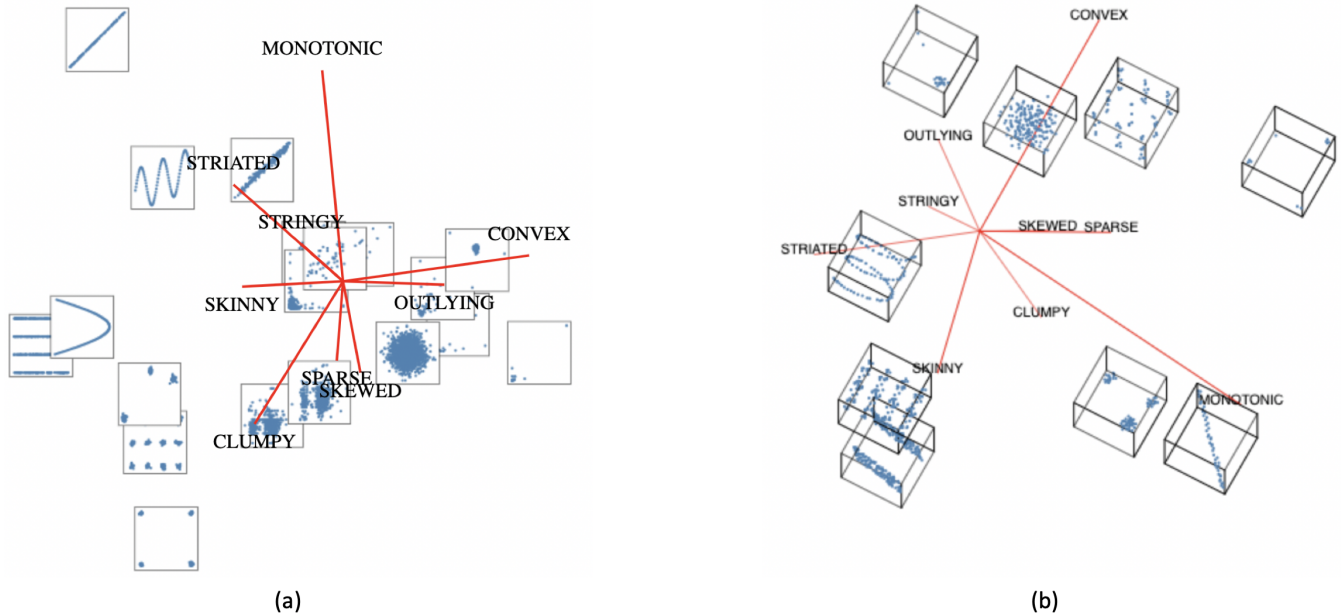 MONOTONIC
STRIATED
STRINGY
CONVEX
SKINNY
OUTLYING
SPARSE
SKEWED
CLUMPY
(a)
CONVEX
OUTLYING
STRINGY
SKEWED SPARSE
STRIATED
CLUMPY
SKINNY
MONOTONIC
(b)